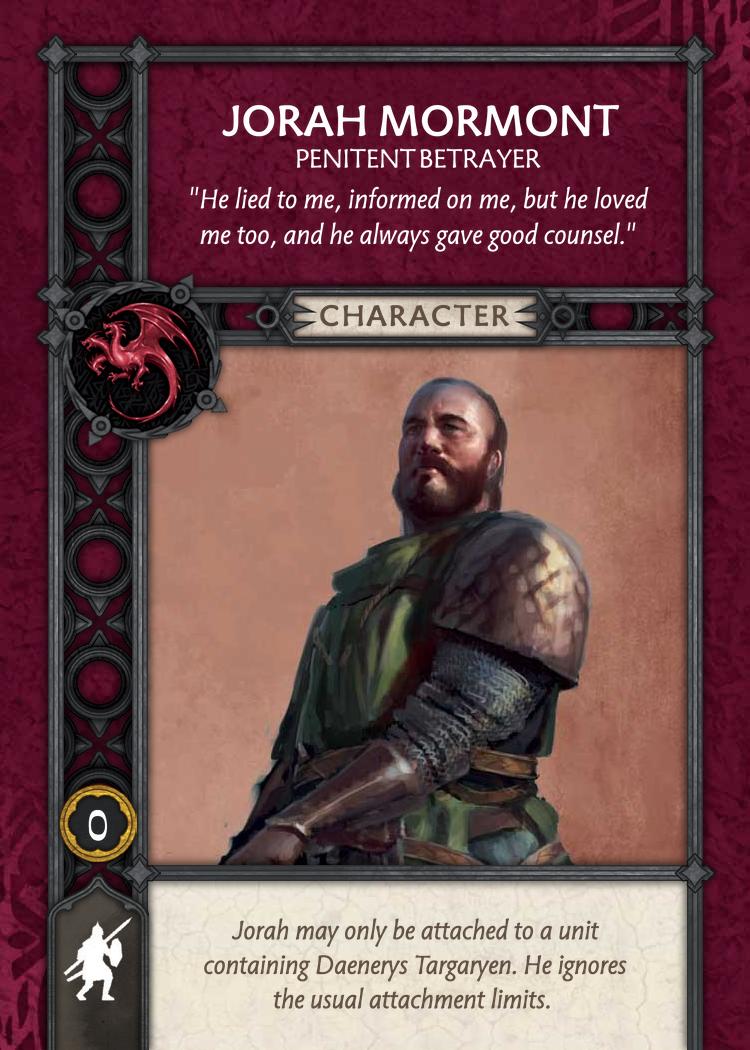 JORAH MORMONT
PENITENT BETRAYER
"He lied to me, informed on me, but he loved
me too, and he always gave good counsel."
CHARACTER
0
Jorah may only be attached to a unit
containing Daenerys Targaryen. He ignores
the usual attachment limits.